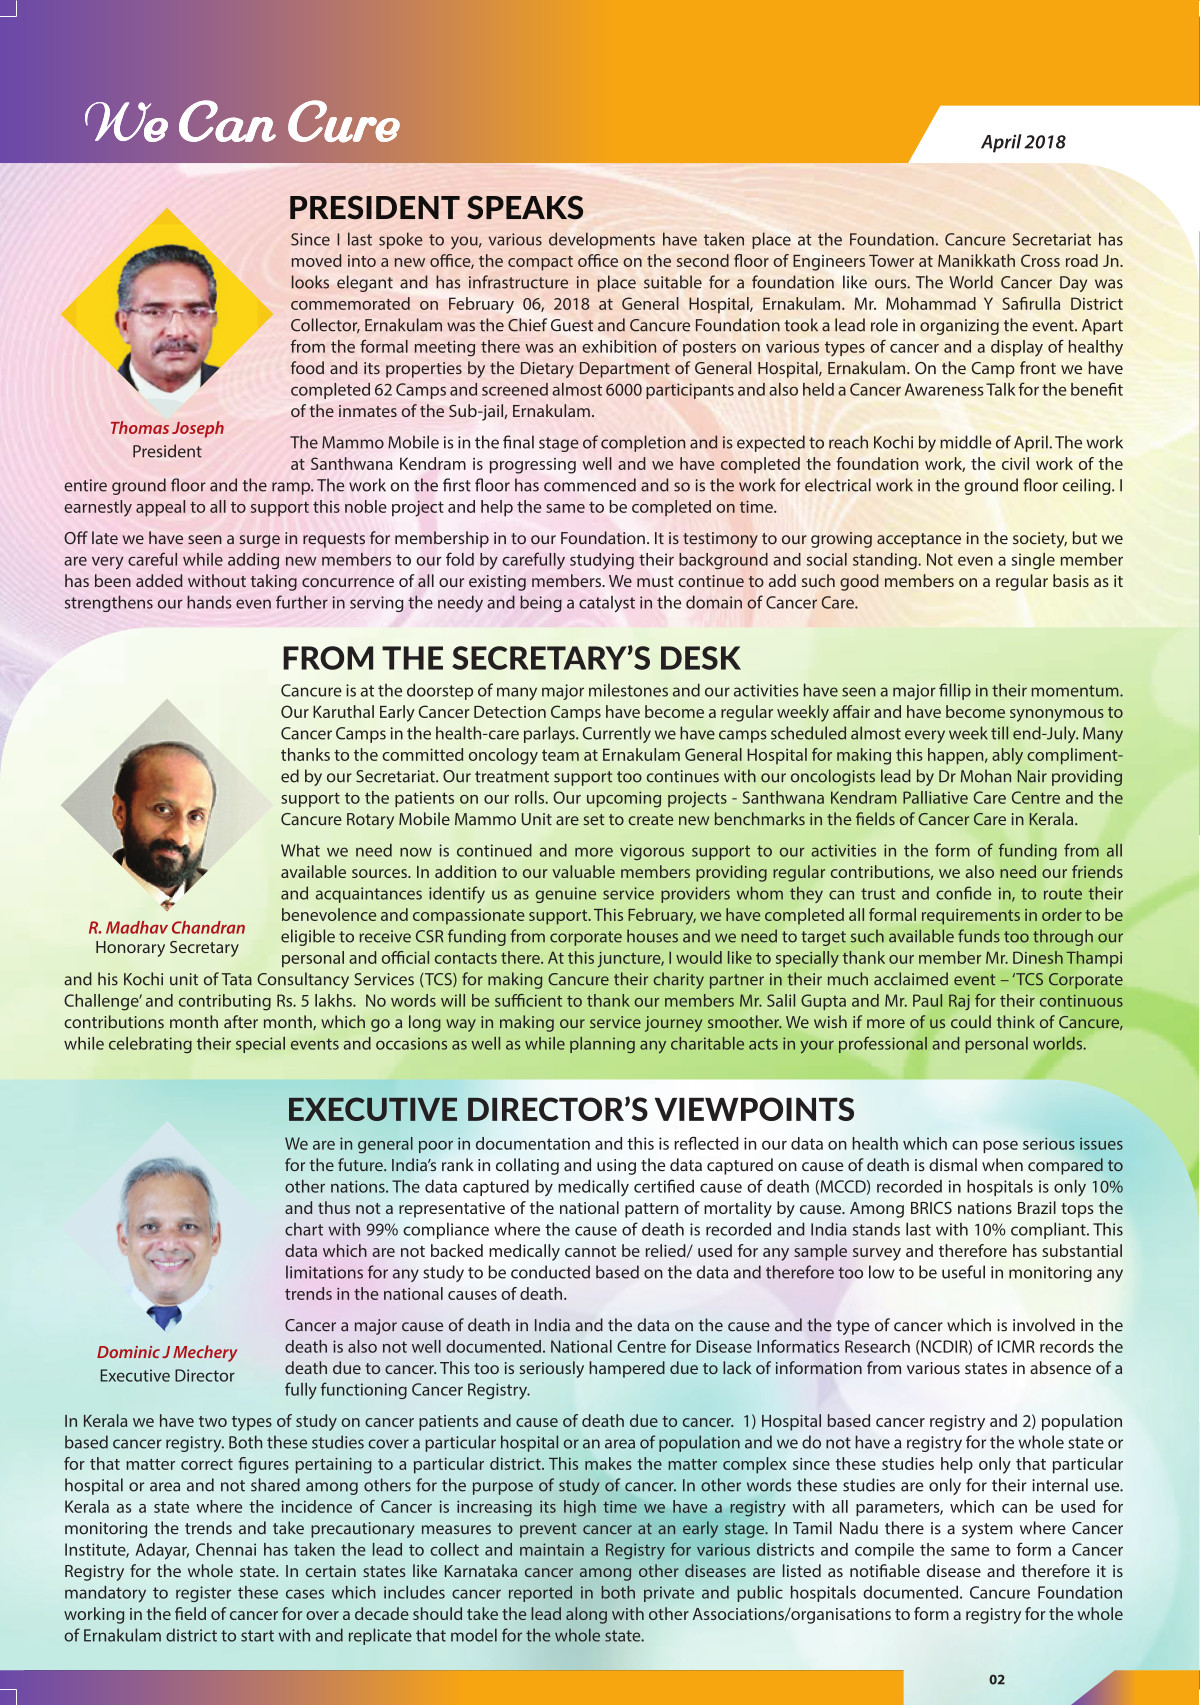 We Can Cure
April 2018
PRESIDENT SPEAKS
Since I last spoke to you, various developments have taken place at the Foundation. Cancure Secretariat has
moved into a new office, the compact office on the second floor of Engineers Tower at Manikkath Cross road Jn.
looks elegant and has infrastructure in place suitable for a foundation like ours. The World Cancer Day was
commemorated on February 06, 2018 at General Hospital, Ernakulam. Mr. Mohammad Y Safirulla District
Collector, Ernakulam was the Chief Guest and Cancure Foundation took a lead role in organizing the event. Apart
from the formal meeting there was an exhibition of posters on various types of cancer and a display of healthy
food and its properties by the Dietary Department of General Hospital, Ernakulam. On the Camp front we have
completed 62 Camps and screened almost 6000 participants and also held a Cancer Awareness Talk for the benefit
of the inmates of the Sub-jail, Ernakulam.
Thomas Joseph
President
The Mammo Mobile is in the final stage of completion and is expected to reach Kochi by middle of April. The work
at Santhwana Kendram is progressing well and we have completed the foundation work, the civil work of the
entire ground floor and the ramp. The work on the first floor has commenced and so is the work for electrical work in the ground floor ceiling. I
earnestly appeal to all to support this noble project and help the same to be completed on time.
Off late we have seen a surge in requests for membership in to our Foundation. It is testimony to our growing acceptance in the society, but we
are very careful while adding new members to our fold by carefully studying their background and social standing. Not even a single member
has been added without taking concurrence of all our existing members. We must continue to add such good members on a regular basis as it
strengthens our hands even further in serving the needy and being a catalyst in the domain of Cancer Care.
FROM THE SECRETARY'S DESK
Cancure is at the doorstep of many major milestones and our activities have seen a major fillip in their momentum.
Our Karuthal Early Cancer Detection Camps have become a regular weekly affair and have become synonymous to
Cancer Camps in the health-care parlays. Currently we have camps scheduled almost every week till end-July. Many
thanks to the committed oncology team at Ernakulam General Hospital for making this happen, ably compliment-
ed by our Secretariat. Our treatment support too continues with our oncologists lead by Dr Mohan Nair providing
support to the patients on our rolls. Our upcoming projects - Santhwana Kendram Palliative Care Centre and the
Cancure Rotary Mobile Mammo Unit are set to create new benchmarks in the fields of Cancer Care in Kerala.
R. Madhav Chandran
Honorary Secretary
What we need now is continued and more vigorous support to our activities in the form of funding from all
available sources. In addition to our valuable members providing regular contributions, we also need our friends
and acquaintances identify us as genuine service providers whom they can trust and confide in, to route their
benevolence and compassionate support. This February, we have completed all formal requirements in order to be
eligible to receive CSR funding from corporate houses and we need to target such available funds too through our
personal and official contacts there. At this juncture, I would like to specially thank our member Mr. Dinesh Thampi
and his Kochi unit of Tata Consultancy Services (TCS) for making Cancure their charity partner in their much acclaimed event – ‘TCS Corporate
Challenge’ and contributing Rs. 5 lakhs. No words will be sufficient to thank our members Mr. Salil Gupta and Mr. Paul Raj for their continuous
contributions month after month, which go a long way in making our service journey smoother. We wish if more of us could think of Cancure,
while celebrating their special events and occasions as well as while planning any charitable acts in your professional and personal worlds.
EXECUTIVE DIRECTOR'S VIEWPOINTS
We are in general poor in documentation and this is reflected in our data on health which can pose serious issues
for the future. India's rank in collating and using the data captured on cause of death is dismal when compared to
other nations. The data captured by medically certified cause of death (MCCD) recorded in hospitals is only 10%
and thus not a representative of the national pattern of mortality by cause. Among BRICS nations Brazil tops the
chart with 99% compliance where the cause of death is recorded and India stands last with 10% compliant. This
data which are not backed medically cannot be relied/ used for any sample survey and therefore has substantial
limitations for any study to be conducted based on the data and therefore too low to be useful in monitoring any
trends in the national causes of death.
Dominic J Mechery
Executive Director
Cancer a major cause of death in India and the data on the cause and the type of cancer which is involved in the
death is also not well documented. National Centre for Disease Informatics Research (NCDIR) of ICMR records the
death due to cancer. This too is seriously hampered due to lack of information from various states in absence of a
fully functioning Cancer Registry.
In Kerala we have two types of study on cancer patients and cause of death due to cancer. 1) Hospital based cancer registry and 2) population
based cancer registry. Both these studies cover a particular hospital or an area of population and we do not have a registry for the whole state or
for that matter correct figures pertaining to a particular district. This makes the matter complex since these studies help only that particular
hospital or area and not shared among others for the purpose of study of cancer. In other words these studies are only for their internal use.
Kerala as a state where the incidence of Cancer is increasing its high time we have a registry with all parameters, which can be used for
monitoring the trends and take precautionary measures to prevent cancer at an early stage. In Tamil Nadu there is a system where Cancer
Institute, Adayar, Chennai has taken the lead to collect and maintain a Registry for various districts and compile the same to form a Cancer
Registry for the whole state. In certain states like Karnataka cancer among other diseases are listed as notifiable disease and therefore it is
mandatory to register these cases which includes cancer reported in both private and public hospitals documented. Cancure Foundation
working in the field of cancer for over a decade should take the lead along with other Associations/organisations to form a registry for the whole
of Ernakulam district to start with and replicate that model for the whole state.
02